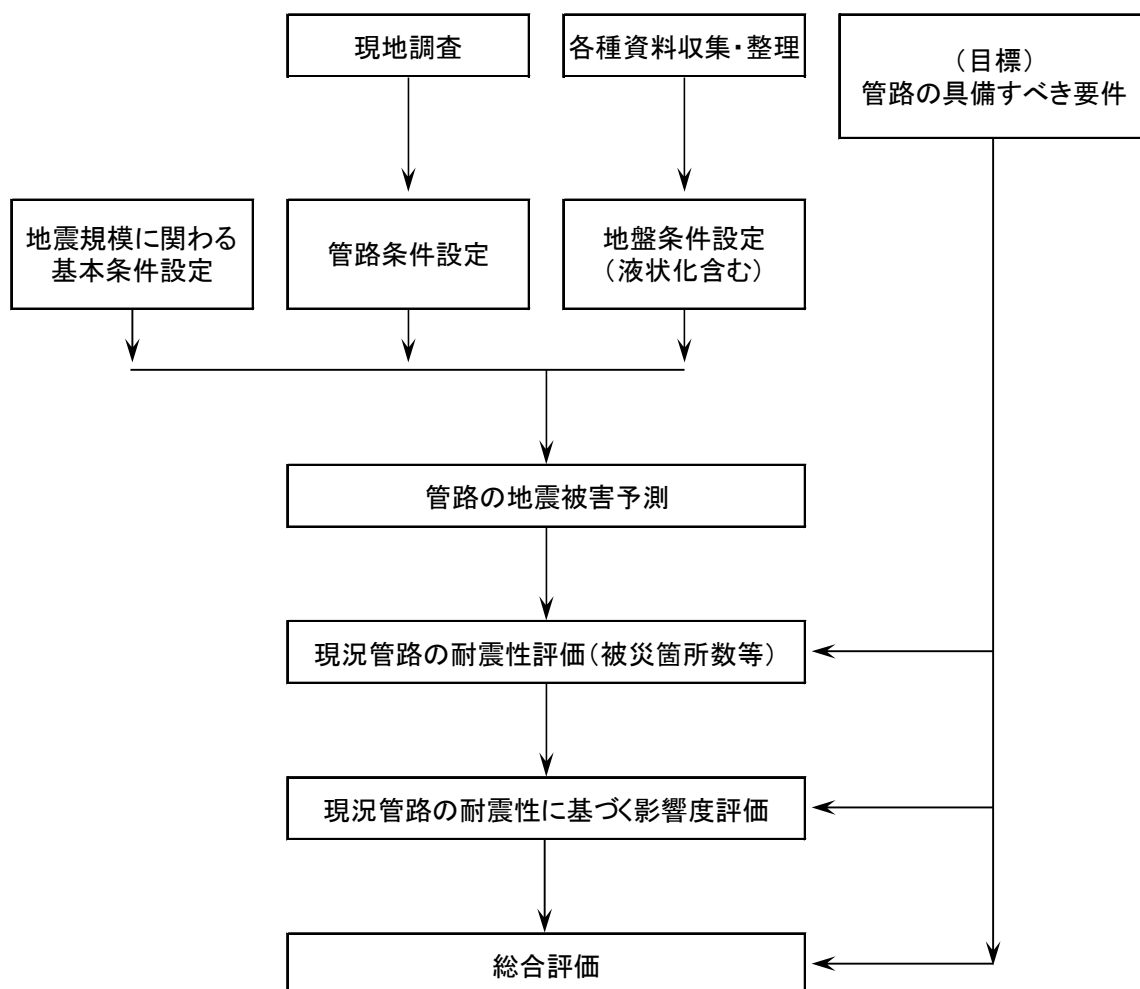 現地調査
各種資料収集・整理
（目標）
管路の具備すべき要件
地震規模に関わる
基本条件設定
管路条件設定
地盤条件設定
（液状化含む）
管路の地震被害予測
現況管路の耐震性評価（被災箇所数等）
現況管路の耐震性に基づく影響度評価
総合評価